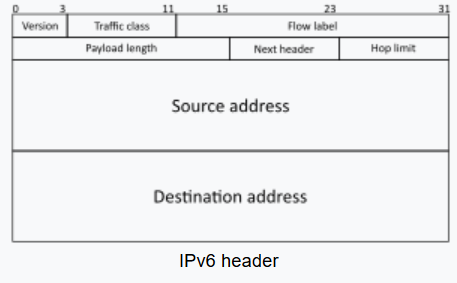 0 3 11 15 23 31
Version Traffic class Flow label
Payload length Next header Hop limit
Source address
Destination address
IPv6 header